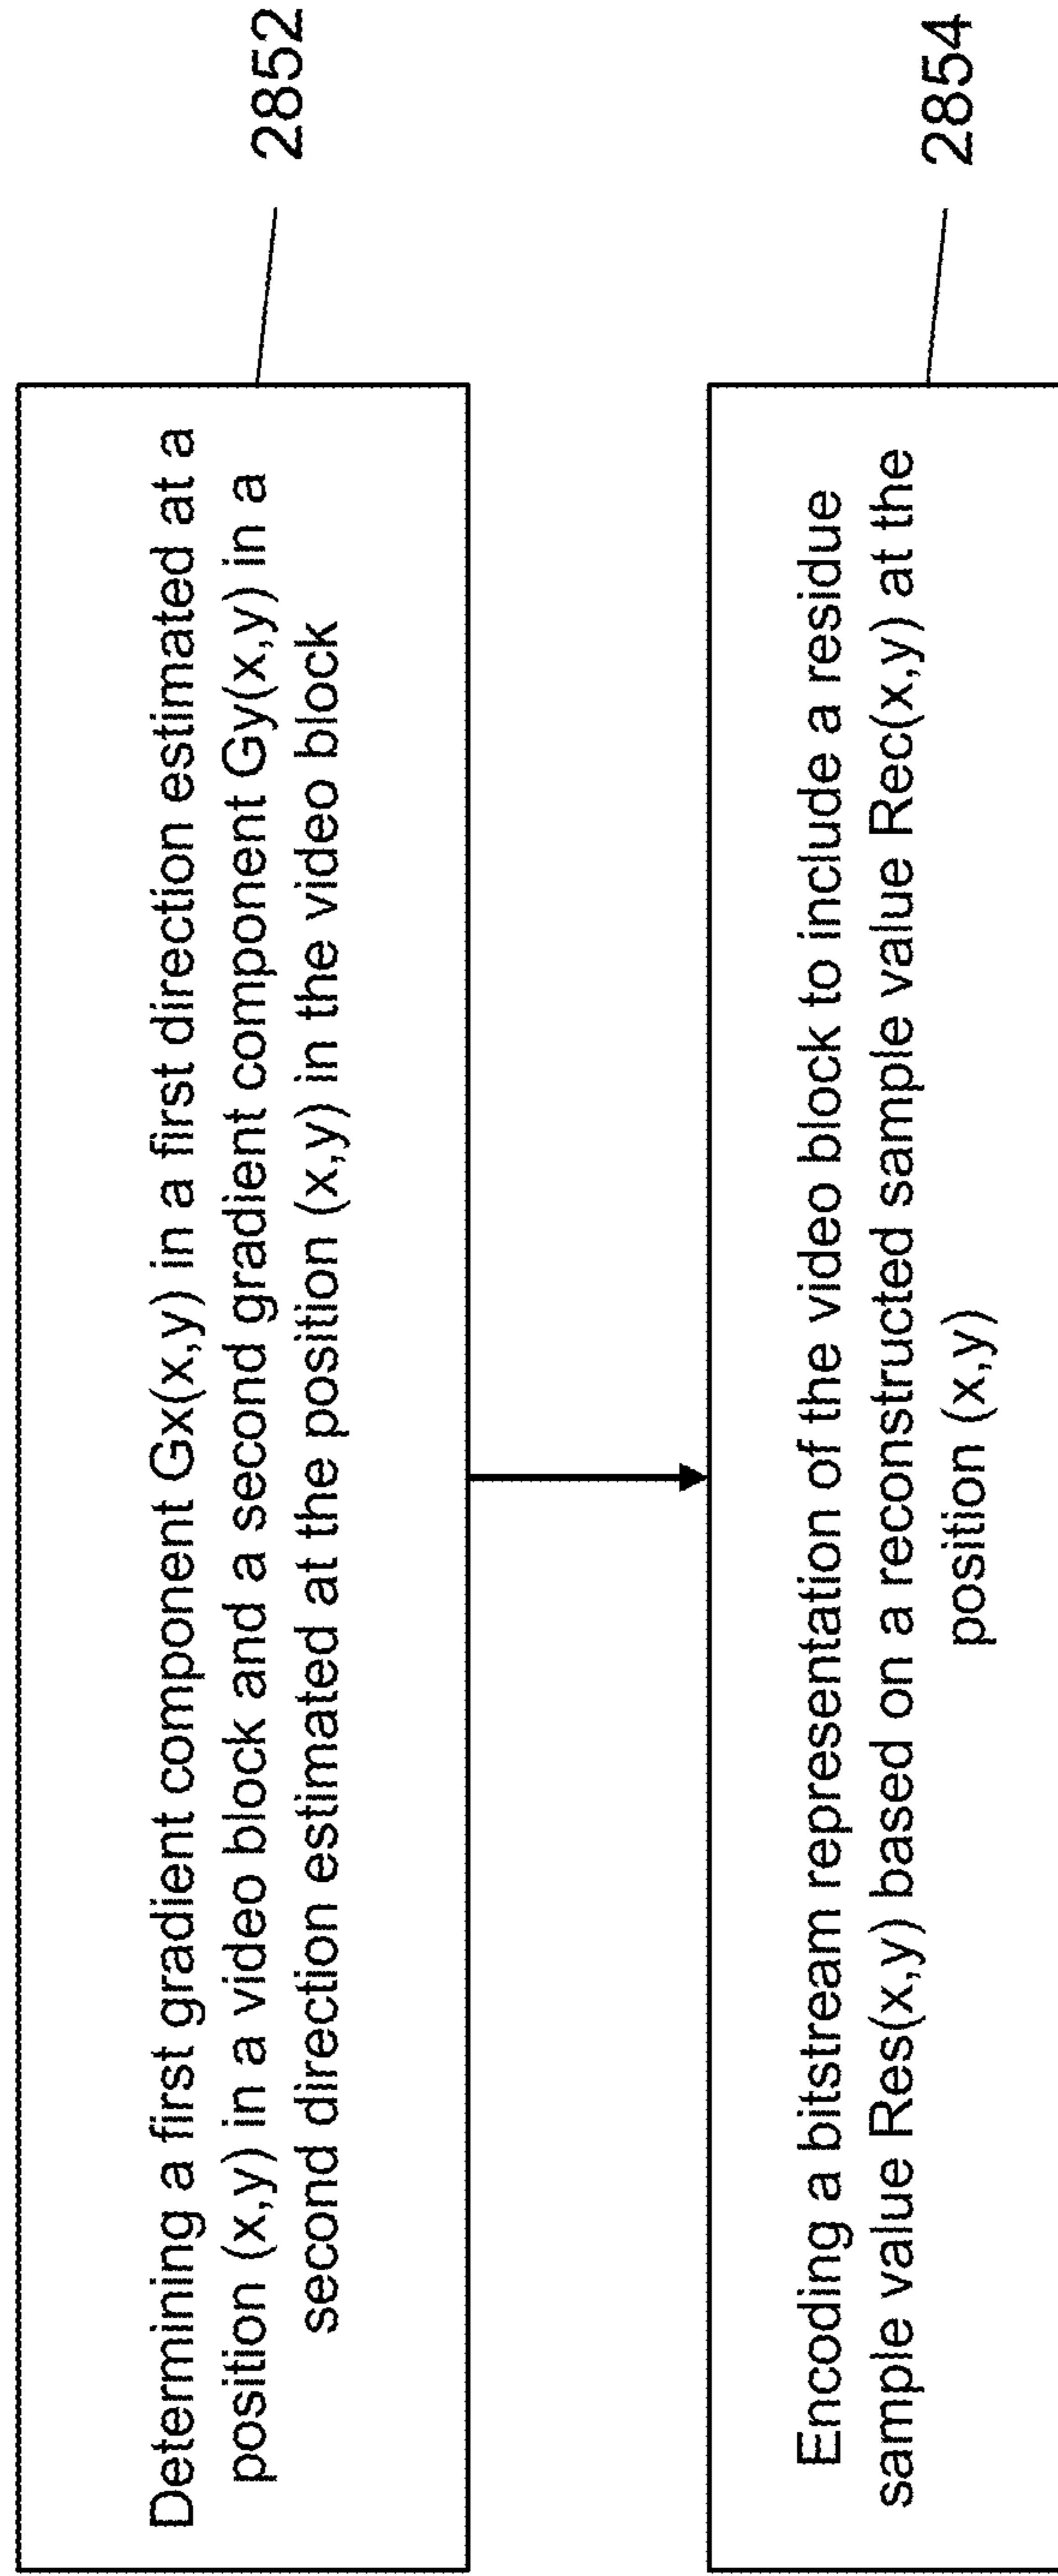 Determining a first gradient component Gx(x,y) in a first direction estimated at a
position (x,y) in a video block and a second gradient component Gy(x,y) in a
second direction estimated at the position (x,y) in the video block
2852
Encoding a bitstream representation of the video block to include a residue
sample value Res(x,y) based on a reconstructed sample value Rec(x,y) at the
position (x,y)
2854